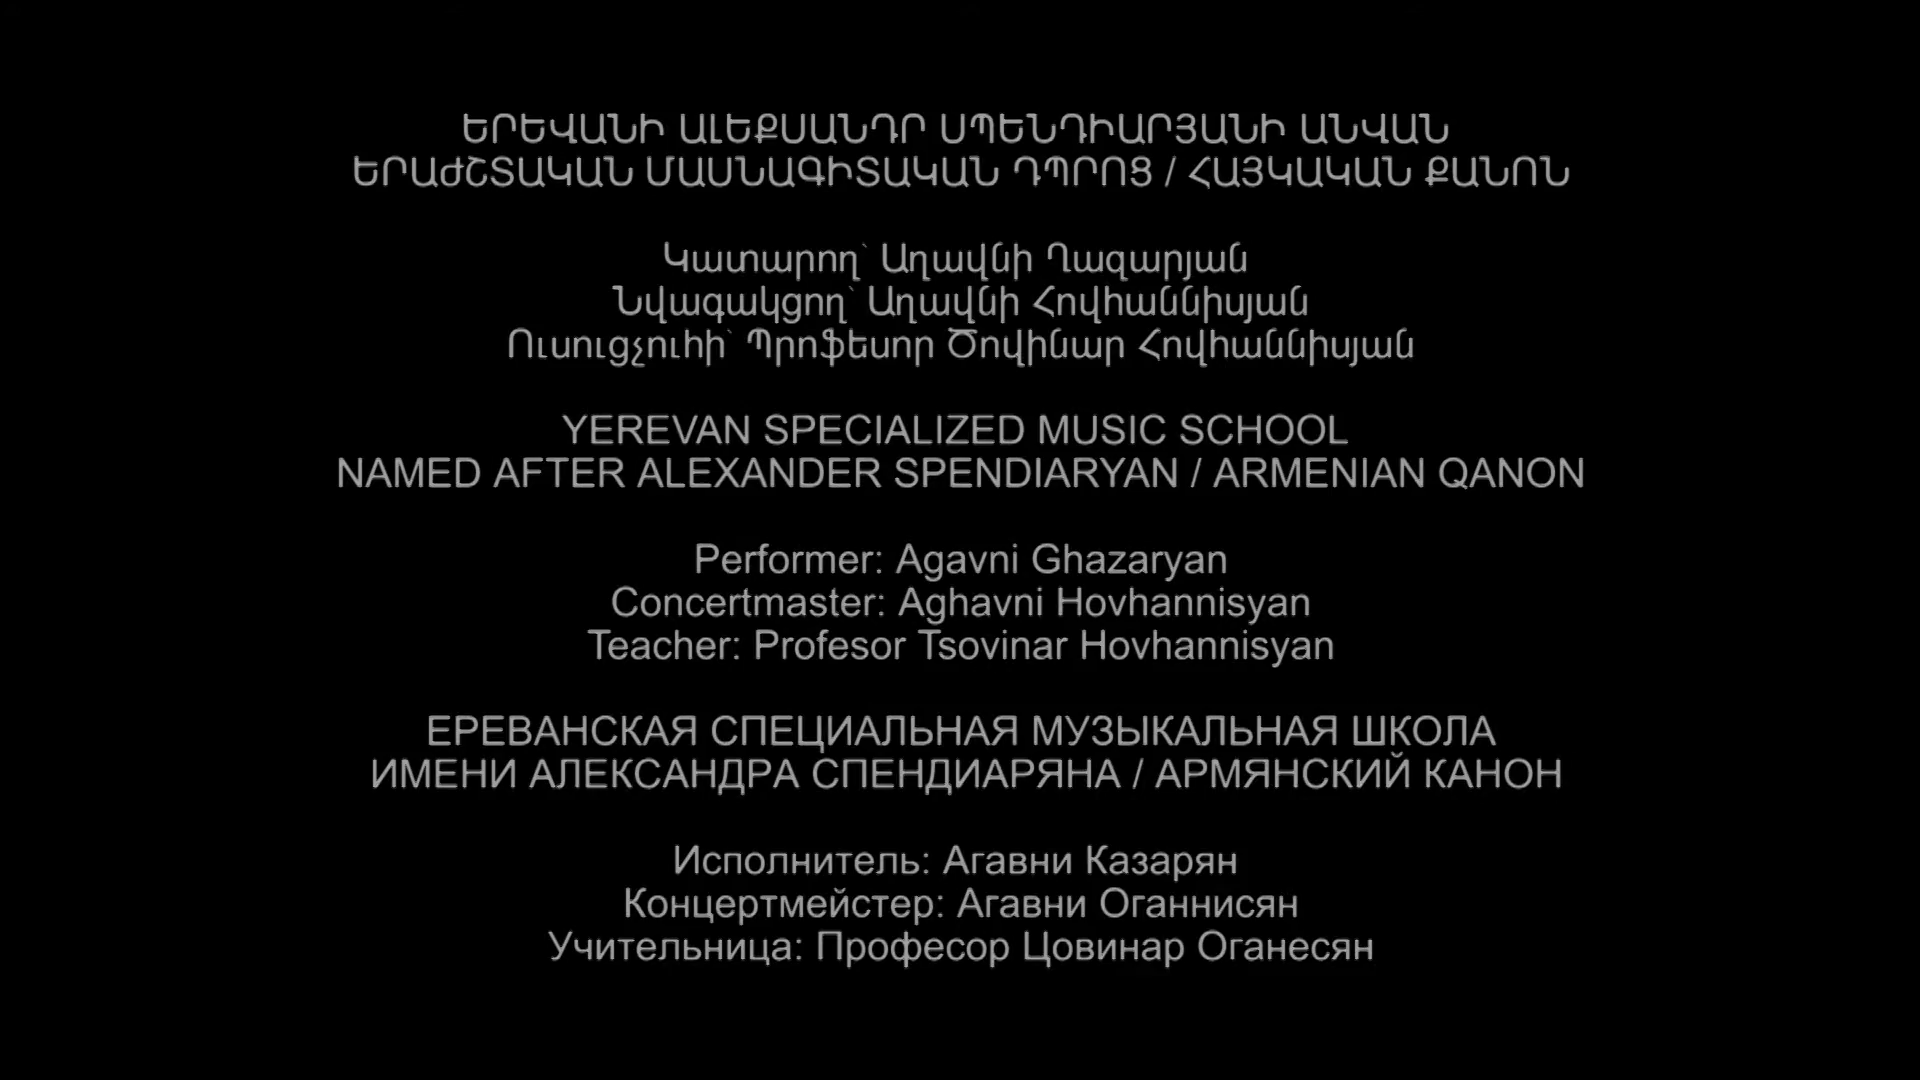 ԵՐԵՎԱՆԻ ԱԼԵՔՍԱՆԴՐ ՍՊԵՆԴԻԱՐՅԱՆԻ ԱՆՎԱՆ
ԵՐԱԺՇՏԱԿԱՆ ՄԱՍՆԱԳԻՏԱԿԱՆ ԴՊՐՈՑ / ՀԱՅԿԱԿԱՆ ՔԱՆՈՆ
Կատարող՝ Աղավնի Ղազարյան
Նվագակցող՝ Աղավնի Հովհաննիսյան
Ուսուցչուհի՝ Պրոֆեսոր Ծովինար Հովհաննիսյան
YEREVAN SPECIALIZED MUSIC SCHOOL
NAMED AFTER ALEXANDER SPENDIARYAN / ARMENIAN QANON
Performer: Agavni Ghazaryan
Concertmaster: Aghavni Hovhannisyan
Teacher: Profesor Tsovinar Hovhannisyan
ЕРЕВАНСКАЯ СПЕЦИАЛЬНАЯ МУЗЫКАЛЬНАЯ ШКОЛА
ИМЕНИ АЛЕКСАНДРА СПЕНДИАРЯНА / АРМЯНСКИЙ КАНОН
Исполнитель: Агавни Казарян
Концертмейстер: Агавни Оганнисян
Учительница: Професор Цовинар Оганесян